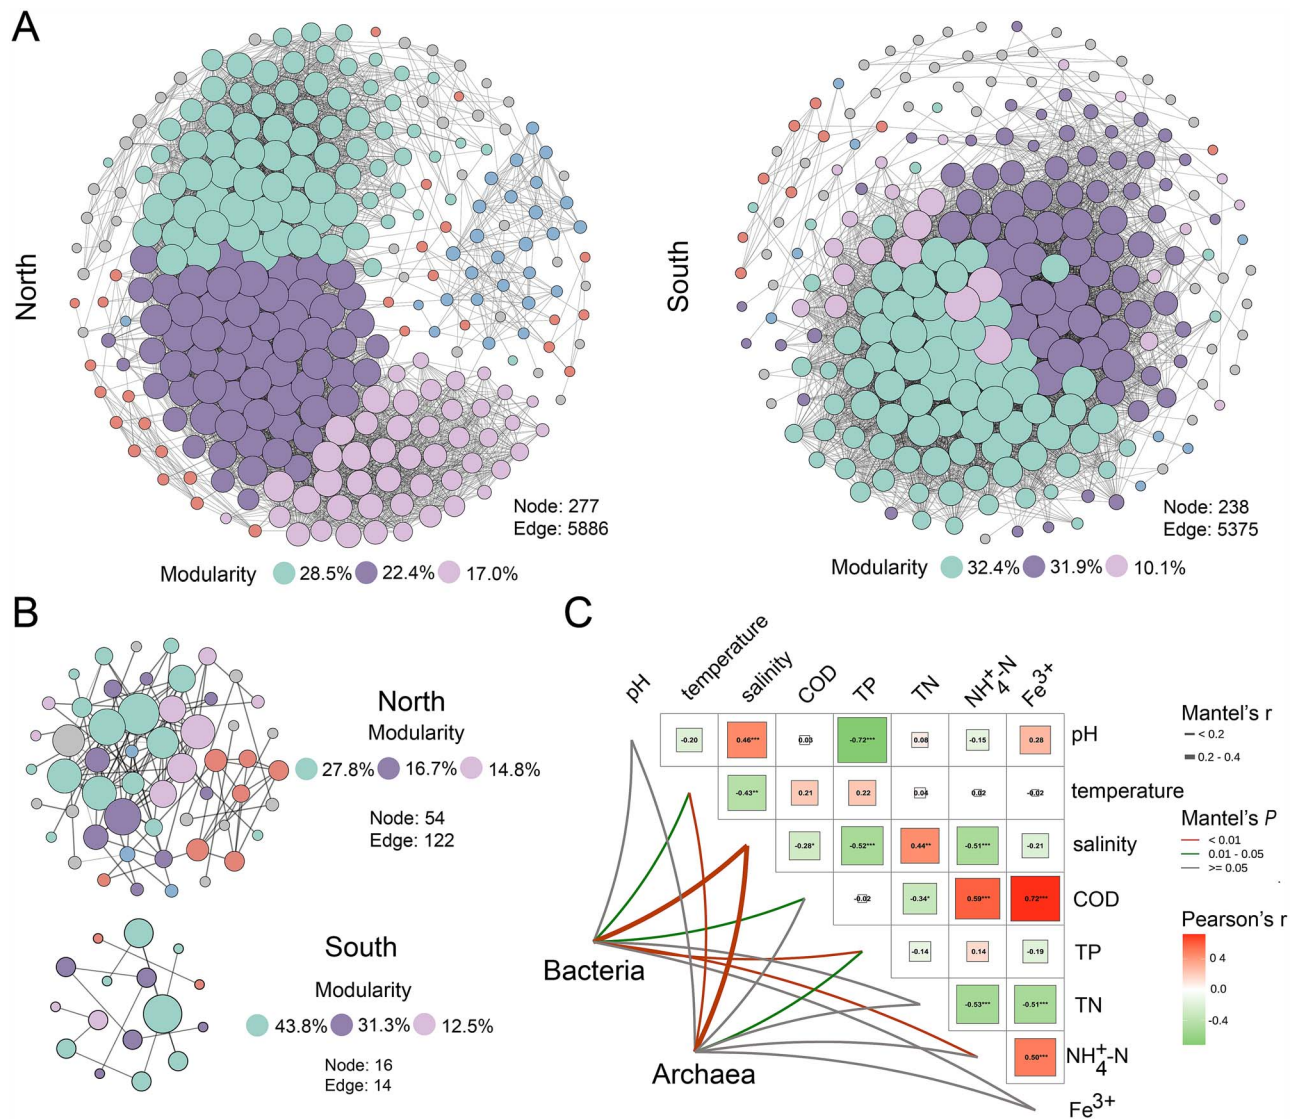 A
North
Node: 277
Edge: 5886
Modularity 28.5% 22.4% 17.0%
South
Node: 238
Edge: 5375
Modularity 32.4% 31.9% 10.1%
B
North
Modularity
27.8% 16.7% 14.8%
Node: 54
Edge: 122
South
Modularity
43.8% 31.3% 12.5%
Node: 16
Edge: 14
C
pH temperature salinity COD TP TN NH₄⁺-N Fe³⁺
-0.20 0.46*** 0.03 -0.72*** 0.08 -0.15 0.28 pH
-0.43** 0.21 0.22 0.04 -0.02 -0.02 temperature
-0.28* -0.52*** 0.44** -0.51*** -0.21 salinity
-0.02 -0.34* 0.59*** 0.72*** COD
-0.14 0.14 -0.19 TP
-0.53*** -0.51*** TN
0.50*** NH₄⁺-N
Fe³⁺
Bacteria
Archaea
Mantel's r
< 0.2
0.2 - 0.4
Mantel's P
< 0.01
0.01 - 0.05
>= 0.05
Pearson's r
0.4
0.0
-0.4